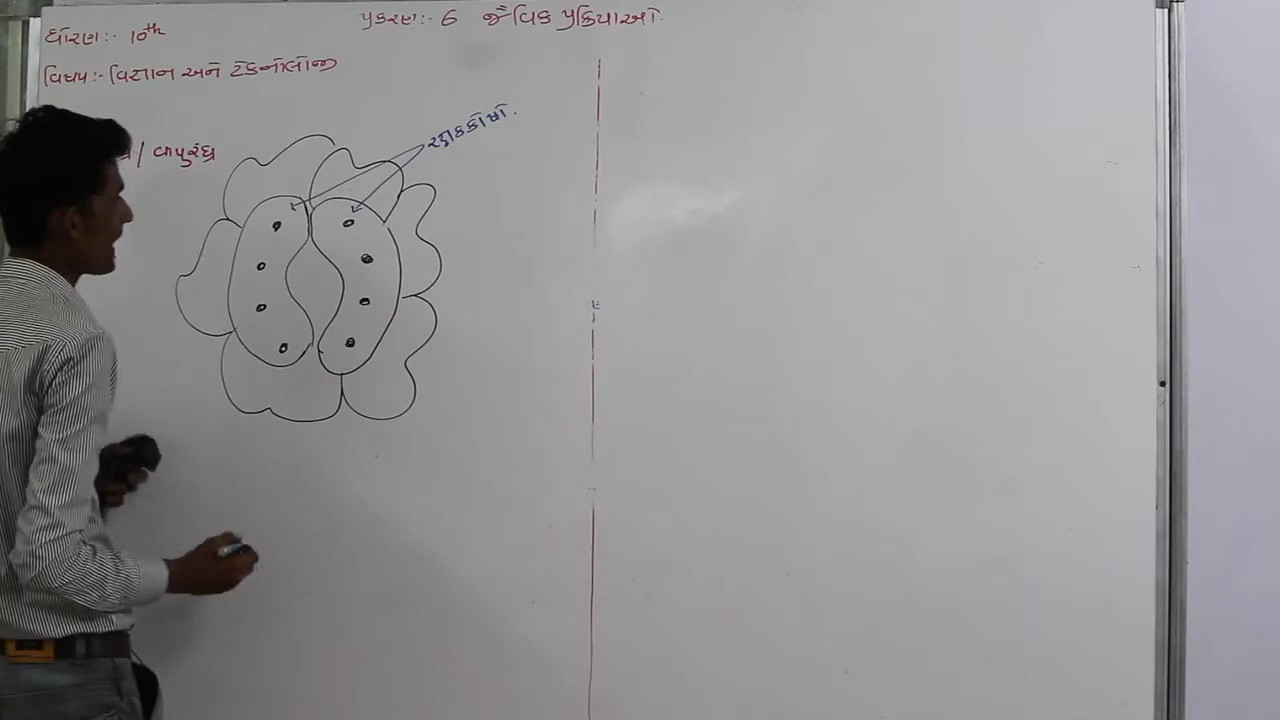 પ્રકરણ:- 6 જૈવિક પ્રક્રિયાઓ.
ધોરણ:- 10th
વિષય:- વિજ્ઞાન અને ટેકનોલોજી
રક્ષકકોષો.
/ વાયુરંધ્ર